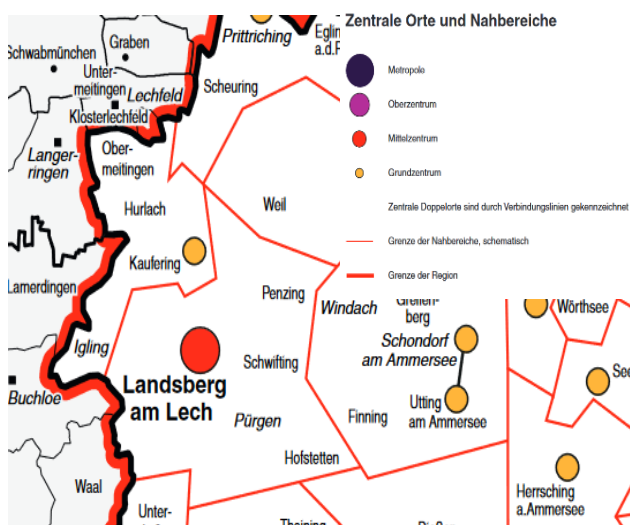 Zentrale Orte und Nahbereiche
Metropole
Oberzentrum
Mittelzentrum
Grundzentrum
Zentrale Doppelorte sind durch Verbindungslinien gekennzeichnet
Grenze der Nahbereiche, schematisch
Grenze der Region
Prittriching
Eglin
a.d.P
Schwabmünchen
Graben
Unter-
meitingen
Lechfeld
Klosterlechfeld
Scheuring
Langer-
ringen
Ober-
meitingen
Hurlach
Weil
Kaufering
Lamerdingen
Penzing
Windach
berg
Wörthsee
Igling
Schondorf
am Ammersee
Schwifting
See
Buchloe
Landsberg
am Lech
Pürgen
Finning
Utting
am Ammersee
Hofstetten
Waal
Unter-
Herrsching
a.Ammersee